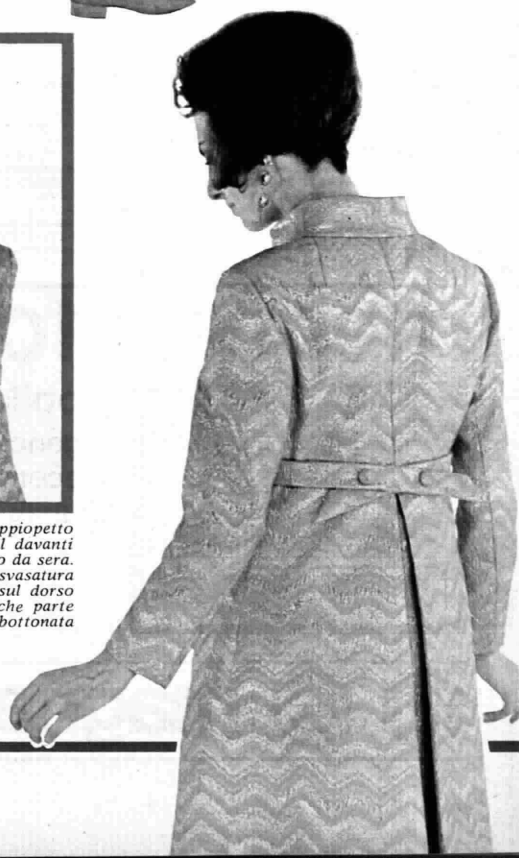 ppiopetto
l davanti
o da sera.
svasatura
sul dorso
che parte
bottonata